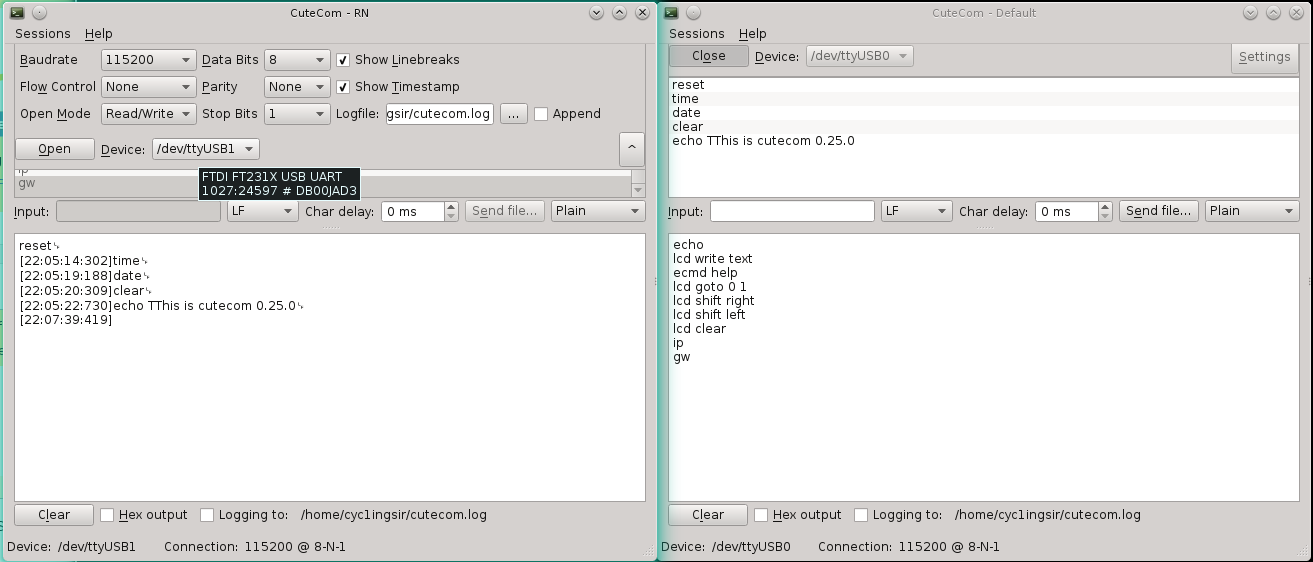 CuteCom - RN
Sessions Help
Baudrate 115200 Data Bits 8 Show Linebreaks
Flow Control None Parity None Show Timestamp
Open Mode Read/Write Stop Bits 1 Logfile: gsir/cutecom.log ... Append
Open Device: /dev/ttyUSB1 ^
gw
FTDI FT231X USB UART
1027:24597 # DB00JAD3
Input: LF Char delay: 0 ms Send file... Plain
reset
[22:05:14:302]time
[22:05:19:188]date
[22:05:20:309]clear
[22:05:22:730]echo TThis is cutecom 0.25.0
[22:07:39:419]
Clear Hex output Logging to: /home/cyc1ingsir/cutecom.log
Device: /dev/ttyUSB1 Connection: 115200 @ 8-N-1
CuteCom - Default
Sessions Help
Close Device: /dev/ttyUSB0 Settings
reset
time
date
clear
echo TThis is cutecom 0.25.0
Input: LF Char delay: 0 ms Send file... Plain
echo
lcd write text
ecmd help
lcd goto 0 1
lcd shift right
lcd shift left
lcd clear
ip
gw
Clear Hex output Logging to: /home/cyc1ingsir/cutecom.log
Device: /dev/ttyUSB0 Connection: 115200 @ 8-N-1